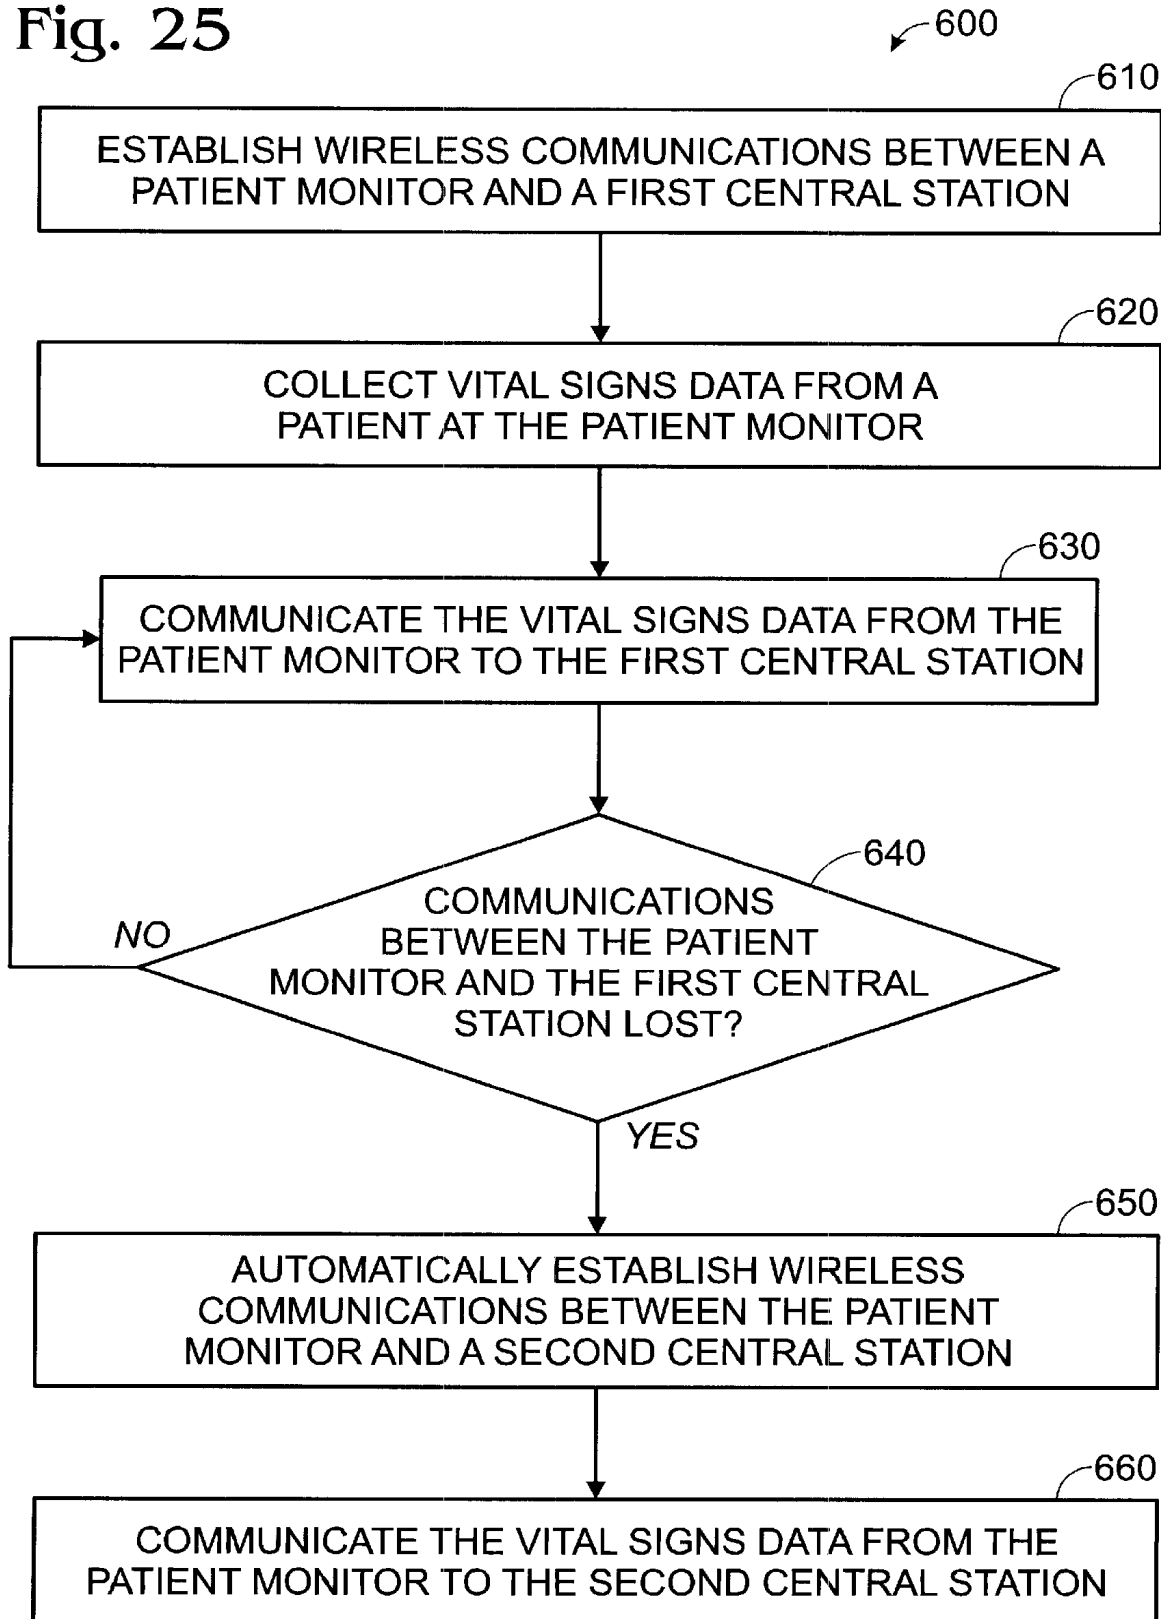 Fig. 25
600
610
ESTABLISH WIRELESS COMMUNICATIONS BETWEEN A
PATIENT MONITOR AND A FIRST CENTRAL STATION
620
COLLECT VITAL SIGNS DATA FROM A
PATIENT AT THE PATIENT MONITOR
630
COMMUNICATE THE VITAL SIGNS DATA FROM THE
PATIENT MONITOR TO THE FIRST CENTRAL STATION
640
COMMUNICATIONS
BETWEEN THE PATIENT
MONITOR AND THE FIRST CENTRAL
STATION LOST?
NO
YES
650
AUTOMATICALLY ESTABLISH WIRELESS
COMMUNICATIONS BETWEEN THE PATIENT
MONITOR AND A SECOND CENTRAL STATION
660
COMMUNICATE THE VITAL SIGNS DATA FROM THE
PATIENT MONITOR TO THE SECOND CENTRAL STATION